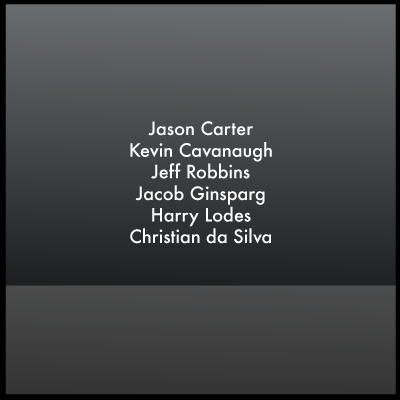 Jason Carter
Kevin Cavanaugh
Jeff Robbins
Jacob Ginsparg
Harry Lodes
Christian da Silva